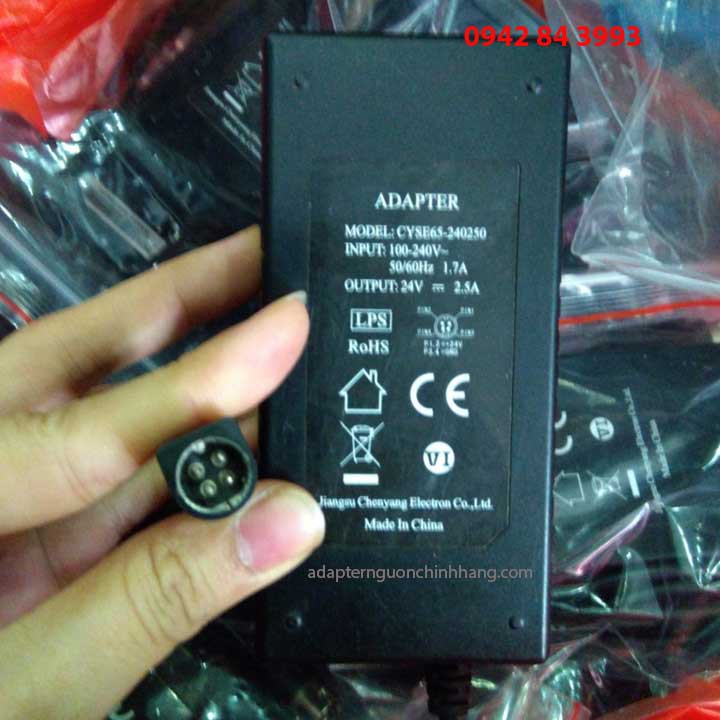 0942 84 3993
ADAPTER
MODEL: CYSE65-240250
INPUT: 100-240V~
50/60Hz 1.7A
OUTPUT: 24V ⎓ 2.5A
LPS
RoHS
CE
VI
Jiangsu Chenyang Electron Co.,Ltd.
Made In China
adapternguonchinhhang.com